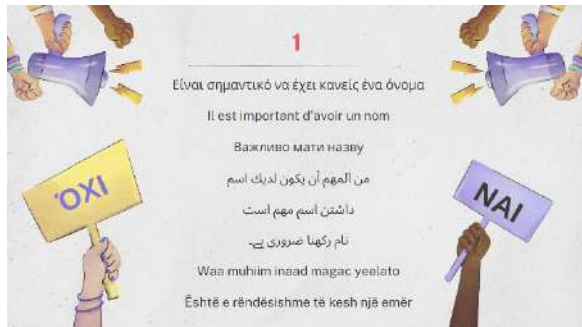 1
Είναι σημαντικό να έχει κανείς ένα όνομα
Il est important d'avoir un nom
Важливо мати назву
من المهم أن يكون لديك اسم
داشتن اسم مهم است
نام رکھنا ضروری ہے۔
Waa muhiim inaad magac yeelato
Është e rëndësishme të kesh një emër
ΌΧΙ
ΝΑΙ